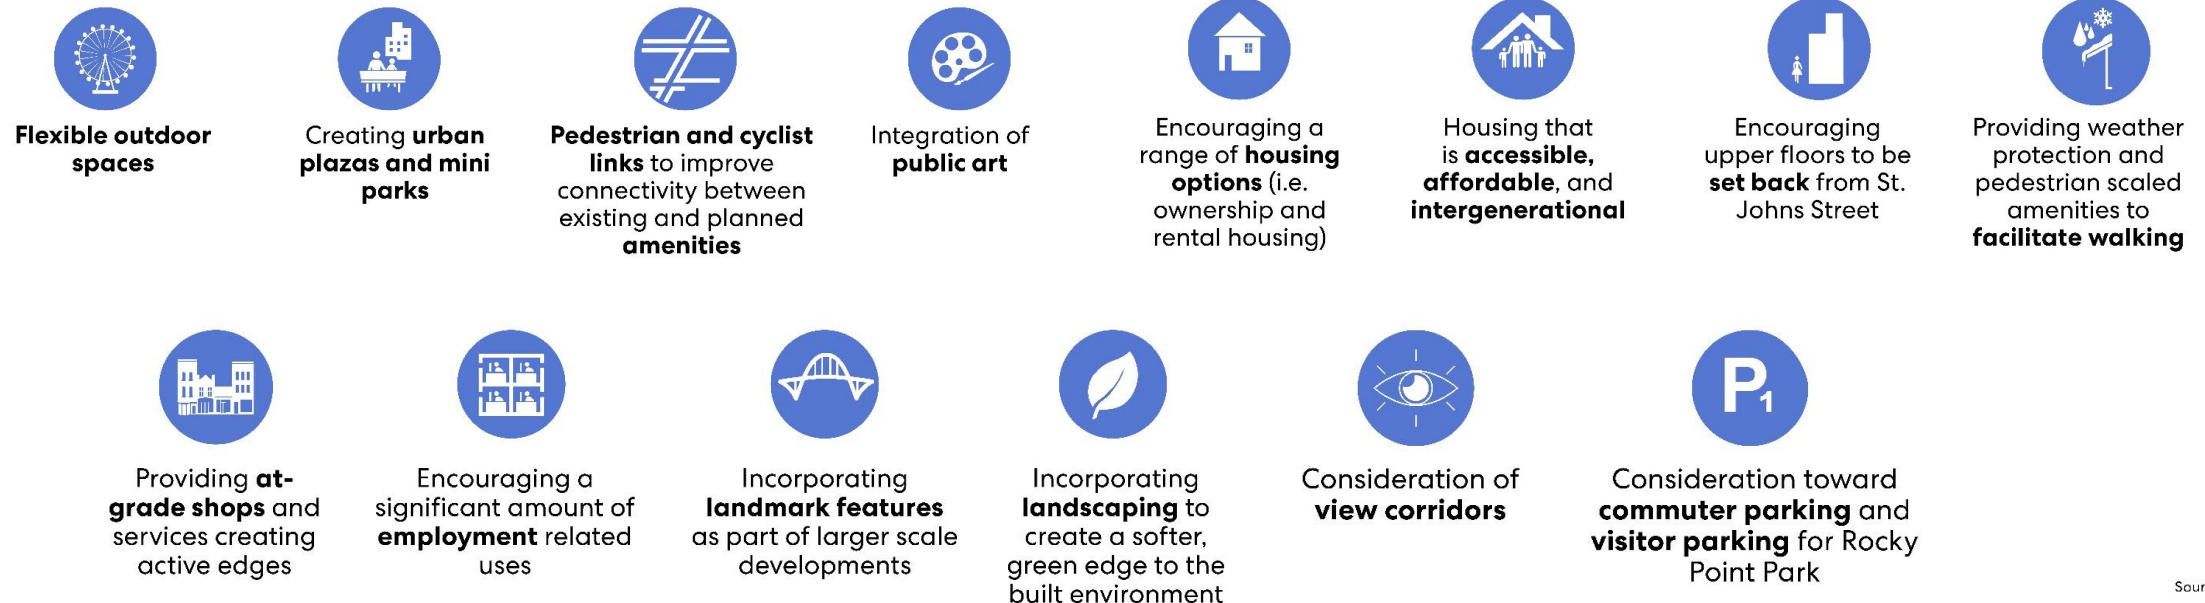 Flexible outdoor
spaces
Creating urban
plazas and mini
parks
Pedestrian and cyclist
links to improve
connectivity between
existing and planned
amenities
Integration of
public art
Encouraging a
range of housing
options (i.e.
ownership and
rental housing)
Housing that
is accessible,
affordable, and
intergenerational
Encouraging
upper floors to be
set back from St.
Johns Street
Providing weather
protection and
pedestrian scaled
amenities to
facilitate walking
Providing at-
grade shops and
services creating
active edges
Encouraging a
significant amount of
employment related
uses
Incorporating
landmark features
as part of larger scale
developments
Incorporating
landscaping to
create a softer,
green edge to the
built environment
Consideration of
view corridors
P1
Consideration toward
commuter parking and
visitor parking for Rocky
Point Park
Sour